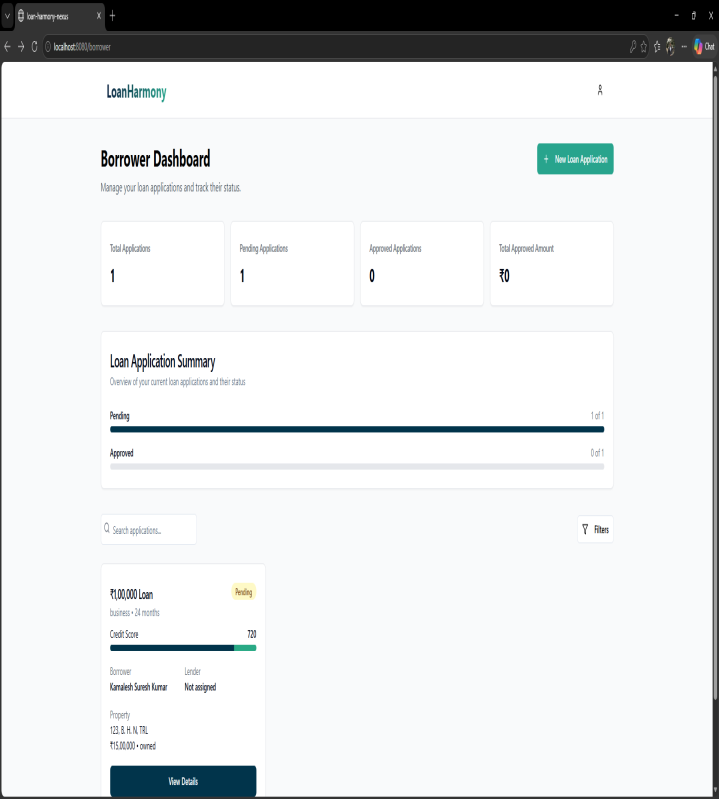 loan-harmony-nexus
localhost:8080/borrower
Chat
LoanHarmony
Borrower Dashboard
+ New Loan Application
Manage your loan applications and track their status.
Total Applications
1
Pending Applications
1
Approved Applications
0
Total Approved Amount
₹0
Loan Application Summary
Overview of your current loan applications and their status
Pending 1 of 1
Approved 0 of 1
Search applications...
Filters
₹1,00,000 Loan Pending
business • 24 months
Credit Score 720
Borrower Lender
Kamalesh Suresh Kumar Not assigned
Property
123, B. H. N, TRL
₹15,00,000 • owned
View Details